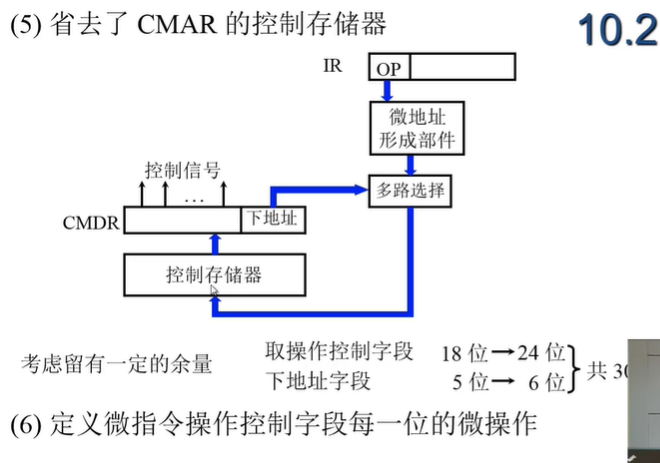 (5) 省去了 CMAR 的控制存储器
10.2
IR
OP
微地址
形成部件
控制信号
多路选择
…
CMDR
下地址
控制存储器
考虑留有一定的余量
取操作控制字段 18 位→24 位
下地址字段 5 位→ 6 位
共 30
(6) 定义微指令操作控制字段每一位的微操作